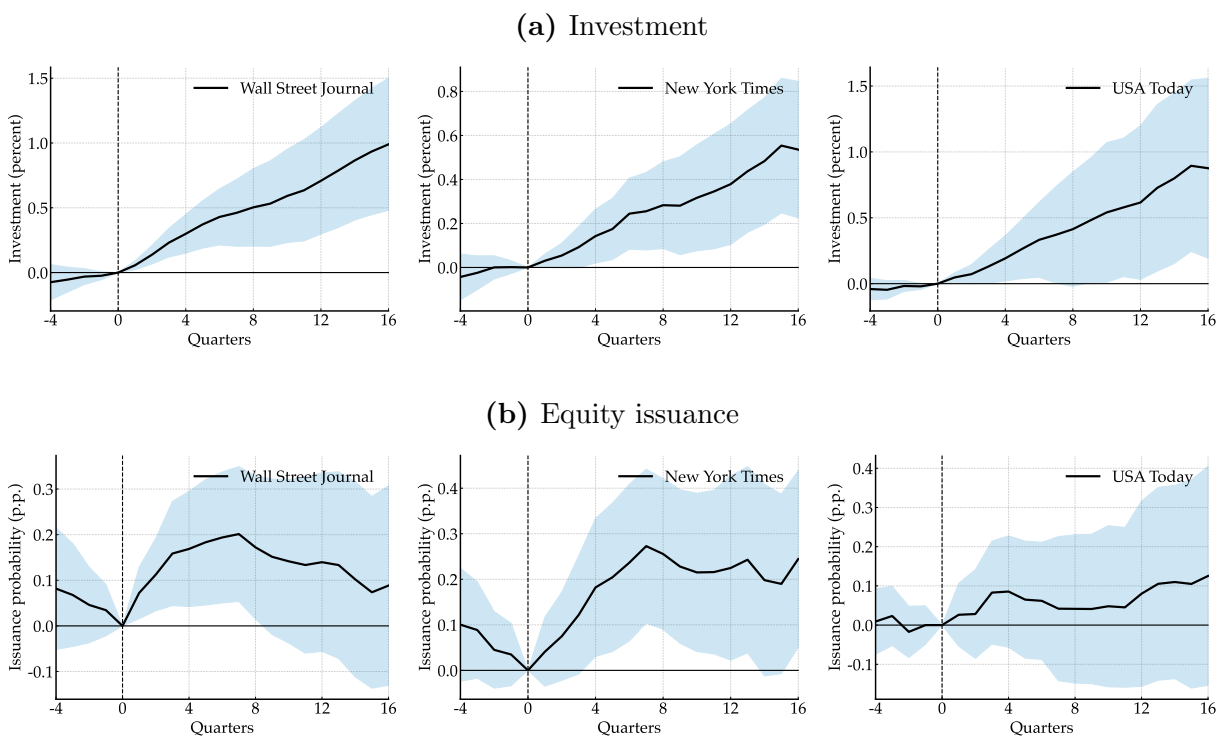 (a) Investment
Investment (percent)
1.5
1.0
0.5
0.0
-4 0 4 8 12 16
Quarters
Wall Street Journal
Investment (percent)
0.8
0.6
0.4
0.2
0.0
-4 0 4 8 12 16
Quarters
New York Times
Investment (percent)
1.5
1.0
0.5
0.0
-4 0 4 8 12 16
Quarters
USA Today
(b) Equity issuance
Issuance probability (p.p.)
0.3
0.2
0.1
0.0
-0.1
-4 0 4 8 12 16
Quarters
Wall Street Journal
Issuance probability (p.p.)
0.4
0.3
0.2
0.1
0.0
-4 0 4 8 12 16
Quarters
New York Times
Issuance probability (p.p.)
0.4
0.3
0.2
0.1
0.0
-0.1
-4 0 4 8 12 16
Quarters
USA Today